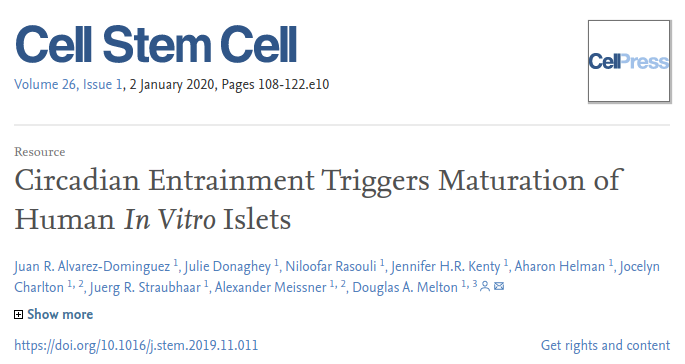 Cell Stem Cell
Volume 26, Issue 1, 2 January 2020, Pages 108-122.e10
CellPress
Resource
Circadian Entrainment Triggers Maturation of
Human In Vitro Islets
Juan R. Alvarez-Dominguez 1, Julie Donaghey 1, Niloofar Rasouli 1, Jennifer H.R. Kenty 1, Aharon Helman 1, Jocelyn
Charlton 1, 2, Juerg R. Straubhaar 1, Alexander Meissner 1, 2, Douglas A. Melton 1, 3
Show more
https://doi.org/10.1016/j.stem.2019.11.011
Get rights and content